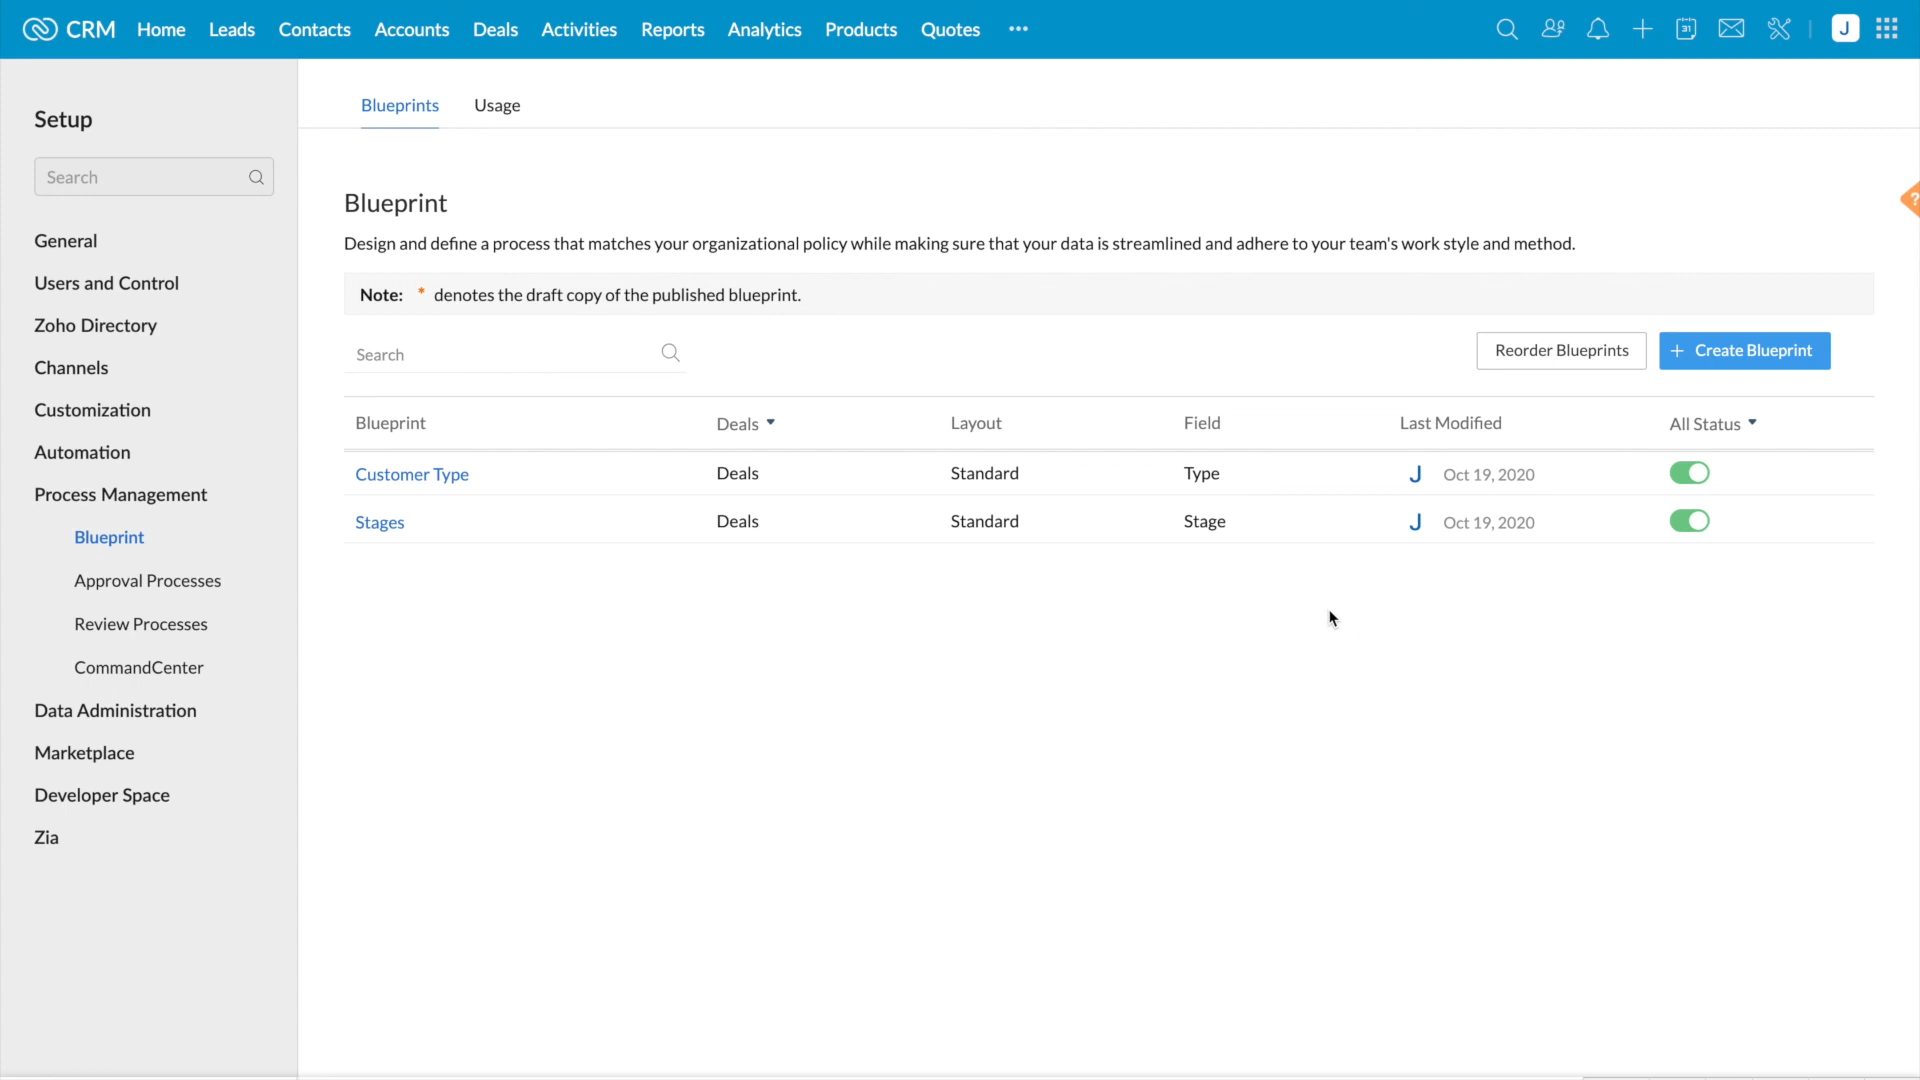 CRM Home Leads Contacts Accounts Deals Activities Reports Analytics Products Quotes ••• 31 J
Setup
Search
General
Users and Control
Zoho Directory
Channels
Customization
Automation
Process Management
Blueprint
Approval Processes
Review Processes
CommandCenter
Data Administration
Marketplace
Developer Space
Zia
Blueprints Usage
?
Blueprint
Design and define a process that matches your organizational policy while making sure that your data is streamlined and adhere to your team's work style and method.
Note: * denotes the draft copy of the published blueprint.
Search Reorder Blueprints + Create Blueprint
Blueprint Deals Layout Field Last Modified All Status
Customer Type Deals Standard Type J Oct 19, 2020
Stages Deals Standard Stage J Oct 19, 2020